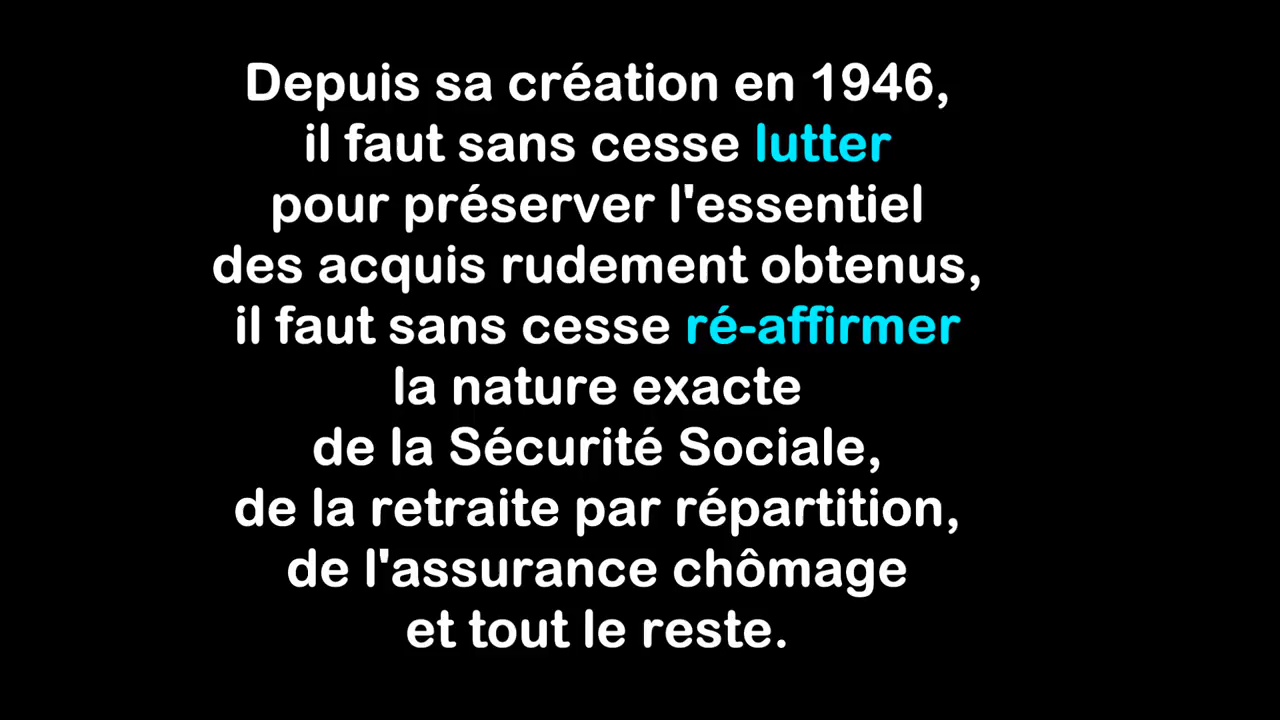 Depuis sa création en 1946,
il faut sans cesse lutter
pour préserver l'essentiel
des acquis rudement obtenus,
il faut sans cesse ré-affirmer
la nature exacte
de la Sécurité Sociale,
de la retraite par répartition,
de l'assurance chômage
et tout le reste.